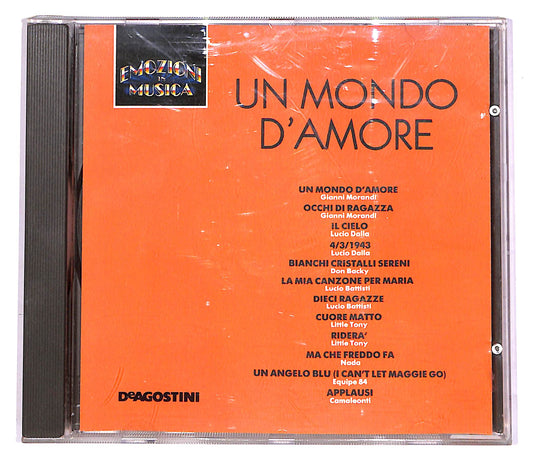 EMOZIONI
IN
MUSICA
UN MONDO
D'AMORE
UN MONDO D'AMORE
Gianni Morandi
OCCHI DI RAGAZZA
Gianni Morandi
IL CIELO
Lucio Dalla
4/3/1943
Lucio Dalla
BIANCHI CRISTALLI SERENI
Don Backy
LA MIA CANZONE PER MARIA
Lucio Battisti
DIECI RAGAZZE
Lucio Battisti
CUORE MATTO
Little Tony
RIDERA'
Little Tony
MA CHE FREDDO FA
Nada
UN ANGELO BLU (I CAN'T LET MAGGIE GO)
Equipe 84
APPLAUSI
Camaleonti
DeAGOSTINI